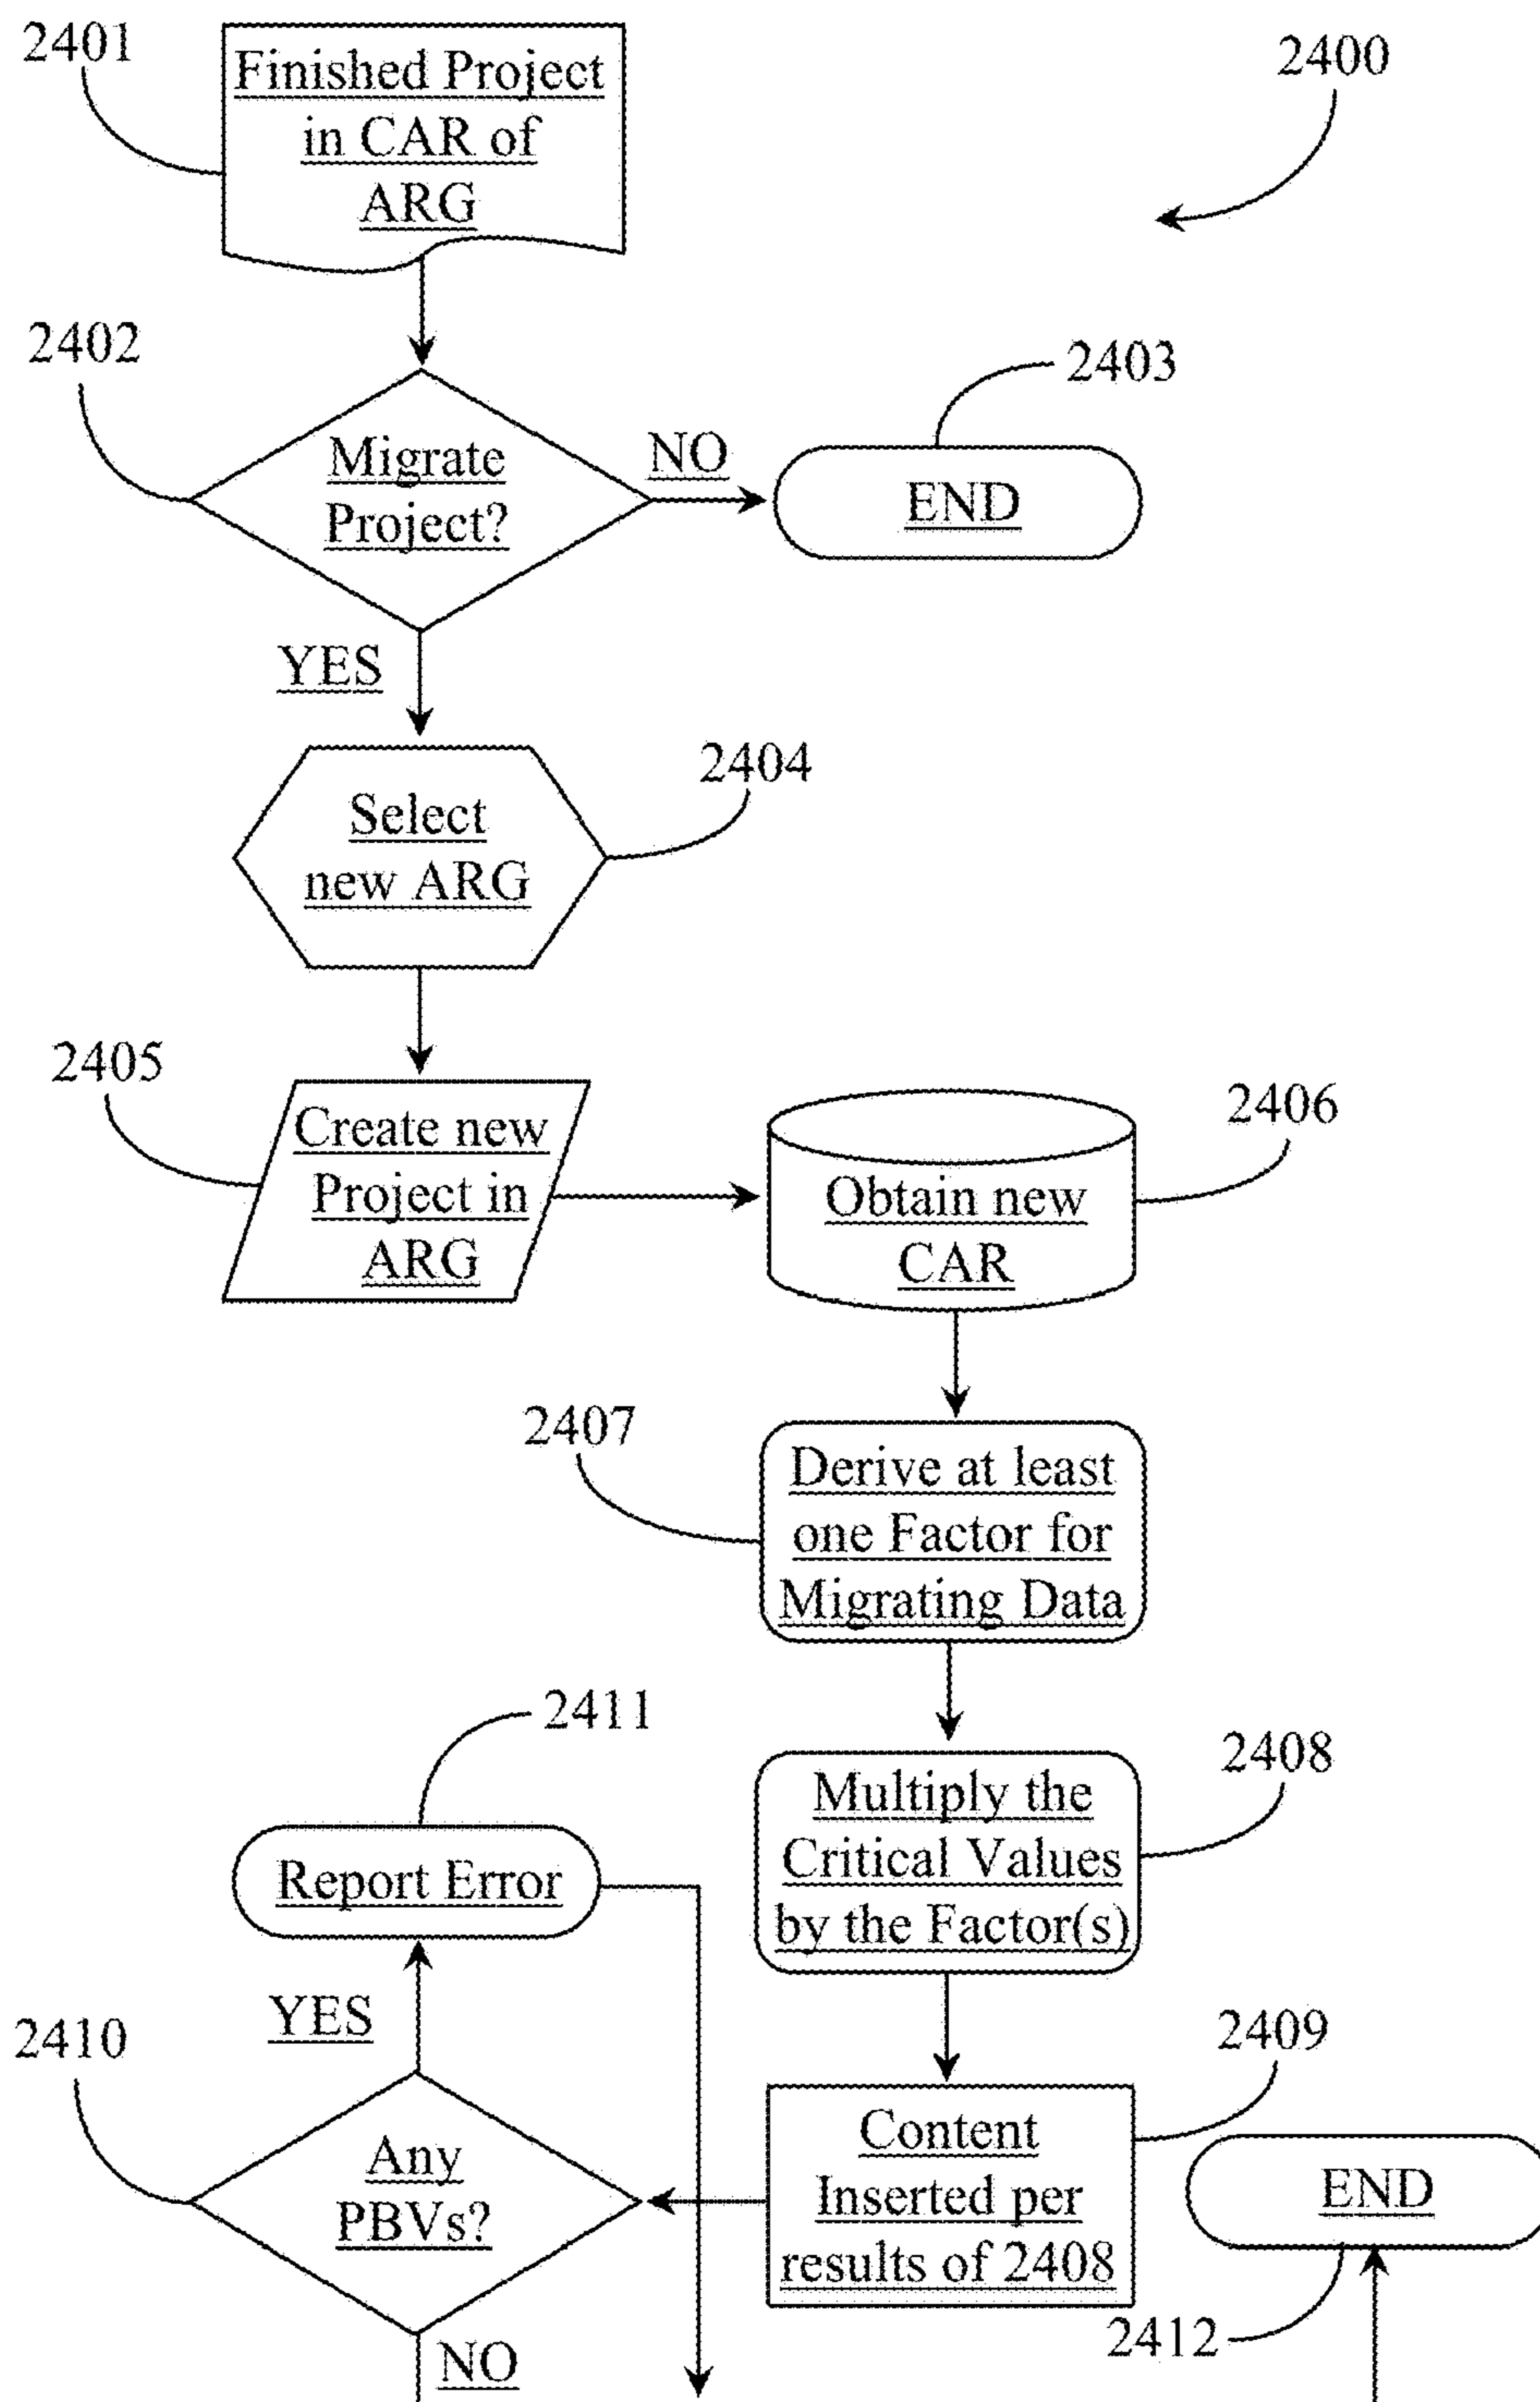 2401
Finished Project
in CAR of
ARG
2400
2402
Migrate
Project?
NO
2403
END
YES
Select
new ARG
2404
2405
Create new
Project in
ARG
2406
Obtain new
CAR
2407
Derive at least
one Factor for
Migrating Data
2411
Report Error
2408
Multiply the
Critical Values
by the Factor(s)
YES
2410
Any
PBVs?
2409
Content
Inserted per
results of 2408
END
2412
NO